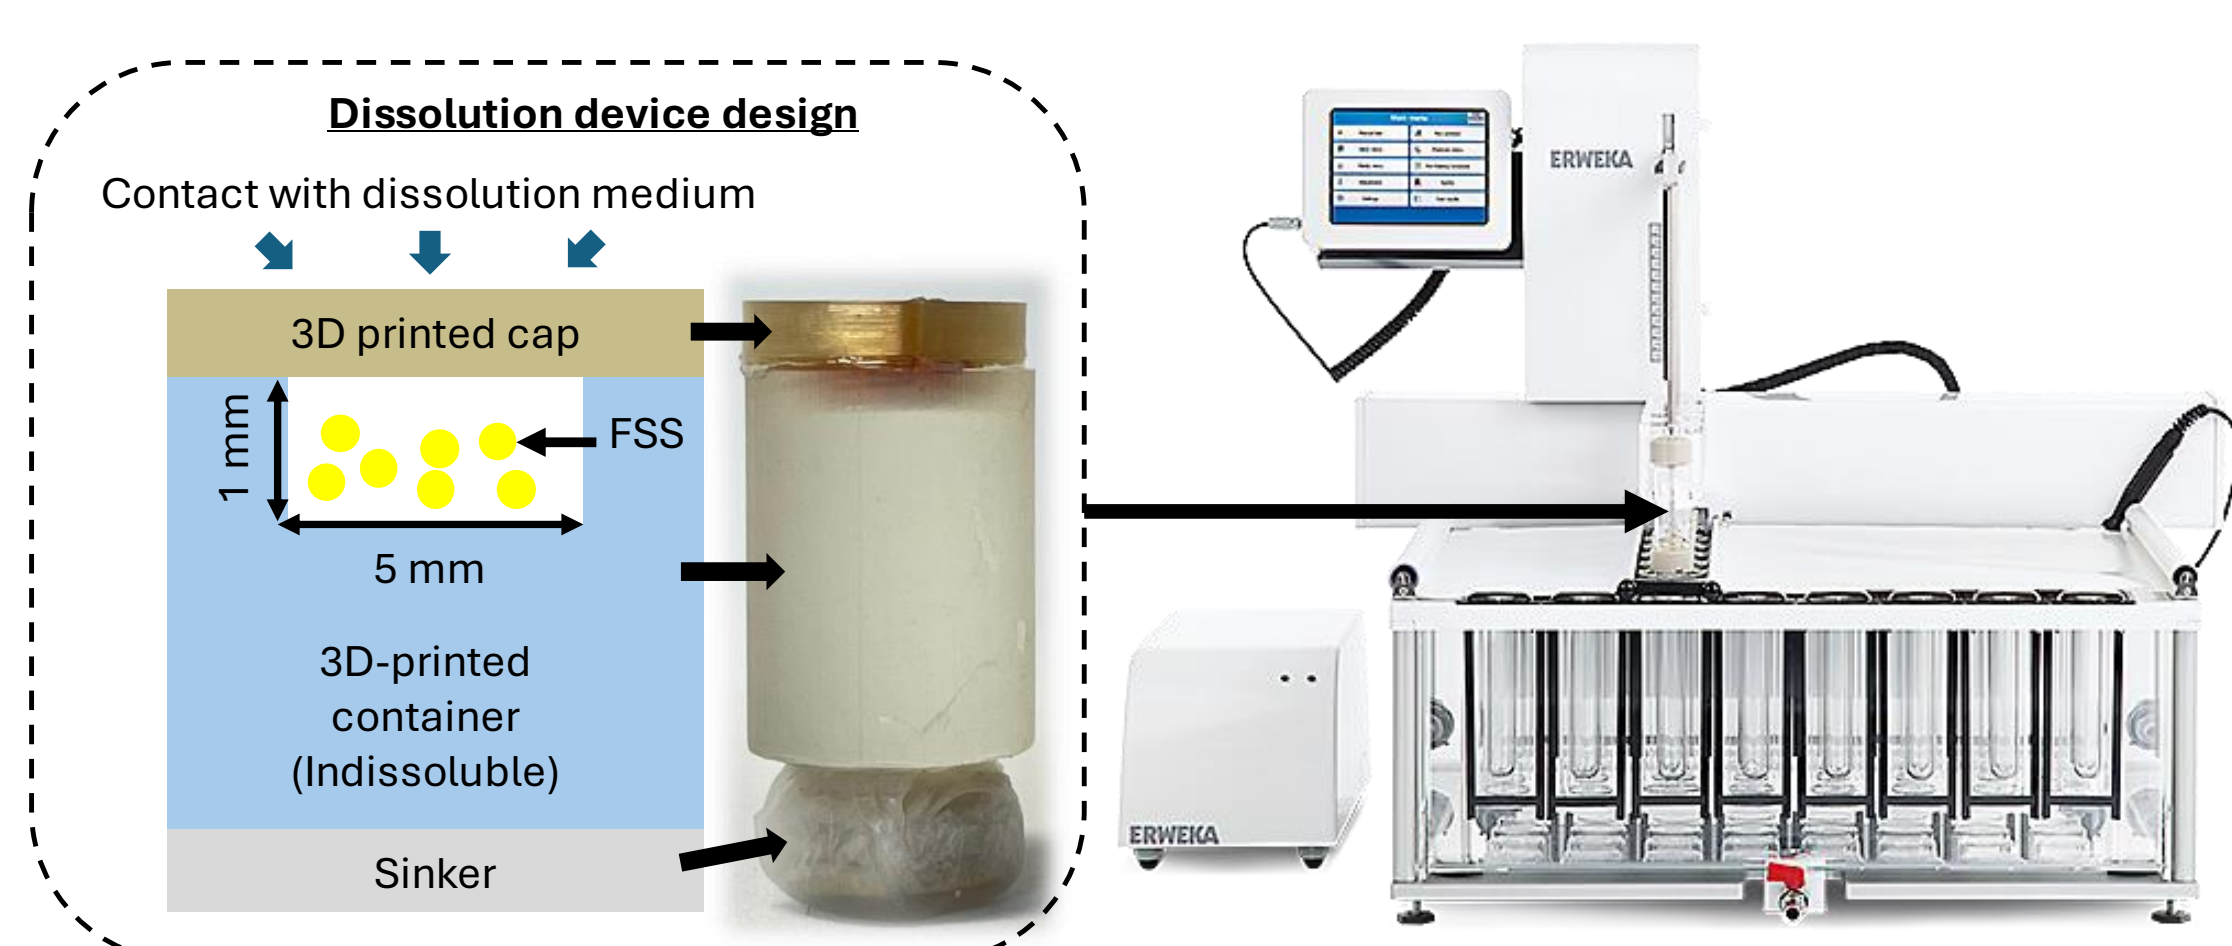 Dissolution device design
Contact with dissolution medium
3D printed cap
1 mm
FSS
5 mm
3D-printed
container
(Indissoluble)
Sinker
ERWEKA
ERWEKA